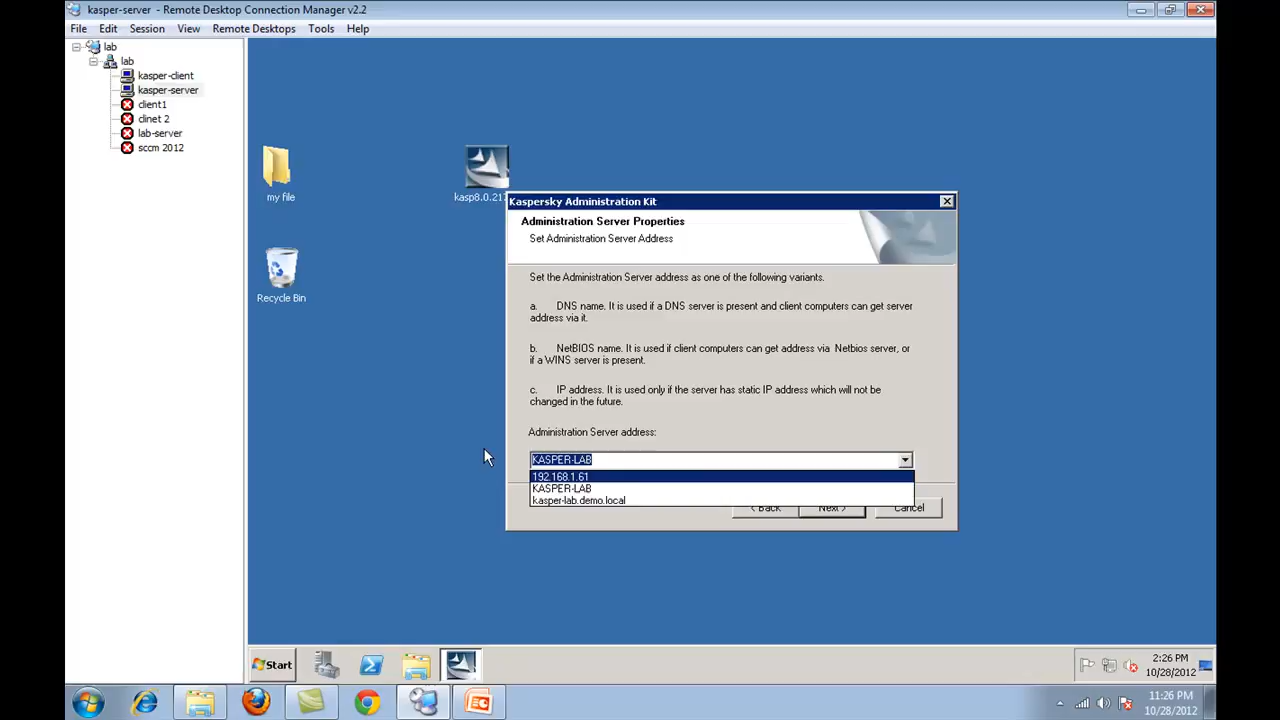 kasper-server - Remote Desktop Connection Manager v2.2
File Edit Session View Remote Desktops Tools Help
lab
lab
kasper-client
kasper-server
client1
clinet 2
lab-server
sccm 2012
my file
kasp8.0.21
Recycle Bin
Kaspersky Administration Kit
Administration Server Properties
Set Administration Server Address
Set the Administration Server address as one of the following variants.
a. DNS name. It is used if a DNS server is present and client computers can get server
address via it.
b. NetBIOS name. It is used if client computers can get address via Netbios server, or
if a WINS server is present.
c. IP address. It is used only if the server has static IP address which will not be
changed in the future.
Administration Server address:
KASPER-LAB
192.168.1.61
KASPER-LAB
kasper-lab.demo.local
< Back Next > Cancel
Start
2:26 PM
10/28/2012
11:26 PM
10/28/2012